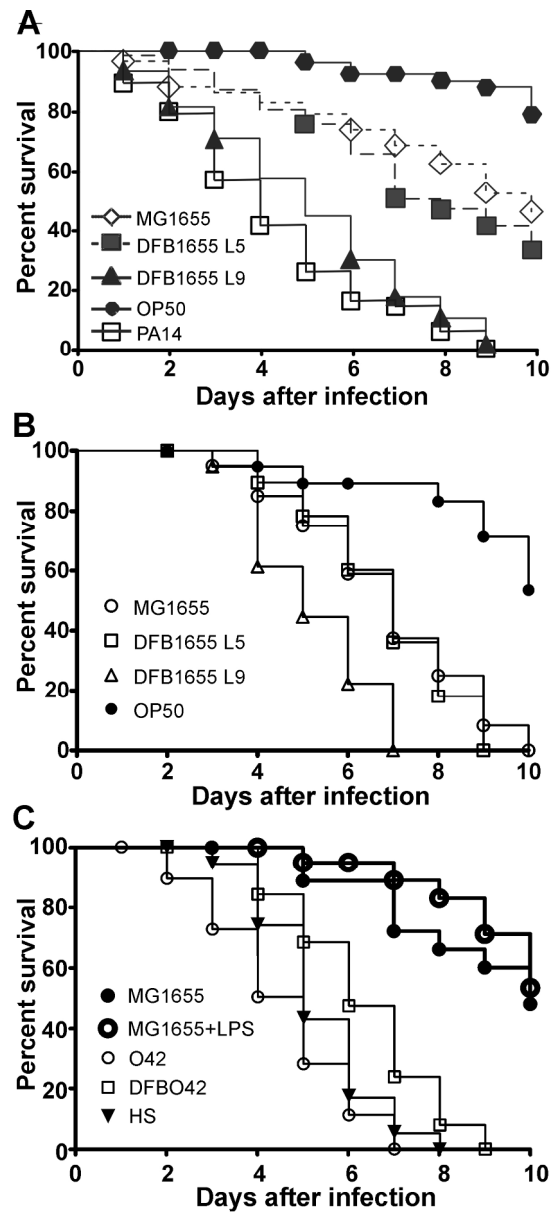 A
Percent survival
100
80
60
40
20
0
MG1655
DFB1655 L5
DFB1655 L9
OP50
PA14
0 2 4 6 8 10
Days after infection
B
Percent survival
100
80
60
40
20
0
MG1655
DFB1655 L5
DFB1655 L9
OP50
0 2 4 6 8 10
Days after infection
C
Percent survival
100
80
60
40
20
0
MG1655
MG1655+LPS
O42
DFBO42
HS
0 2 4 6 8 10
Days after infection